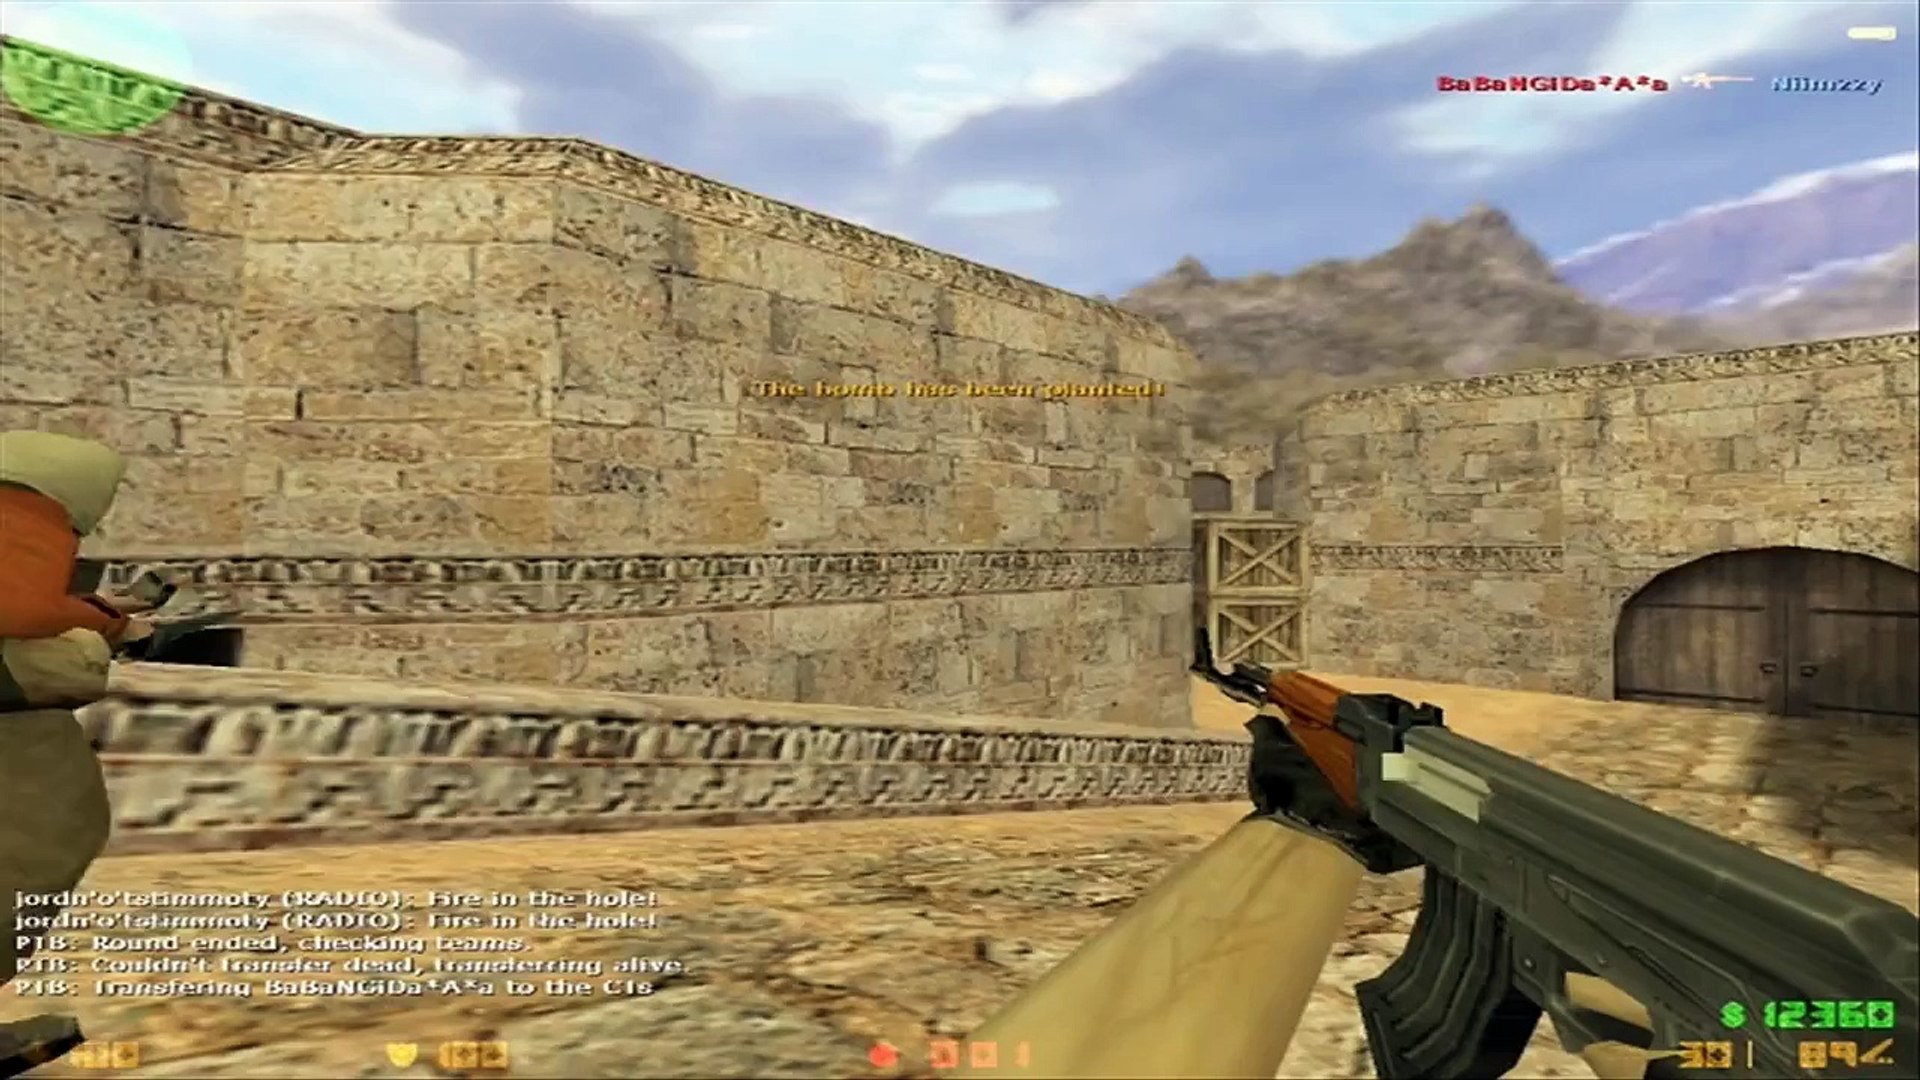 BaBaNGiDa*A*a Niimzzy
The bomb has been planted!
jordn'o'tstimmoty (RADIO): Fire in the hole!
jordn'o'tstimmoty (RADIO): Fire in the hole!
PTB: Round ended, checking teams.
PTB: Couldn't transfer dead, transferring alive.
PTB: Transfering BaBaNGiDa*A*a to the CTs
$ 12360
30 |